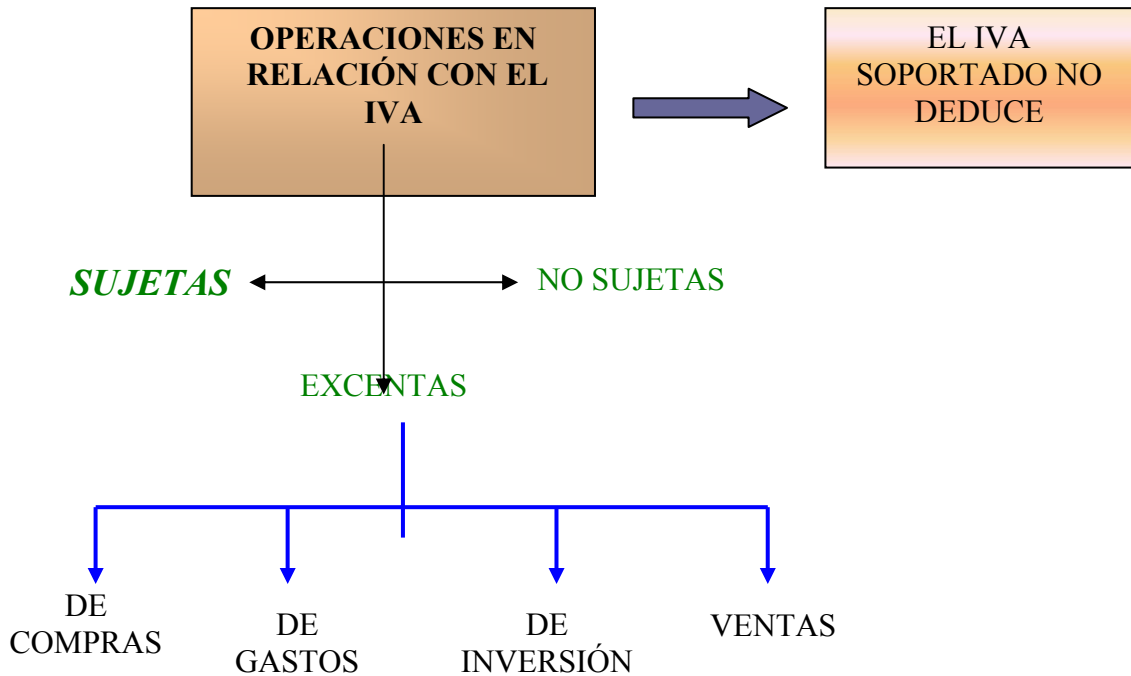 OPERACIONES EN
RELACIÓN CON EL
IVA
EL IVA
SOPORTADO NO
DEDUCE
SUJETAS
NO SUJETAS
EXCENTAS
DE
COMPRAS
DE
GASTOS
DE
INVERSIÓN
VENTAS